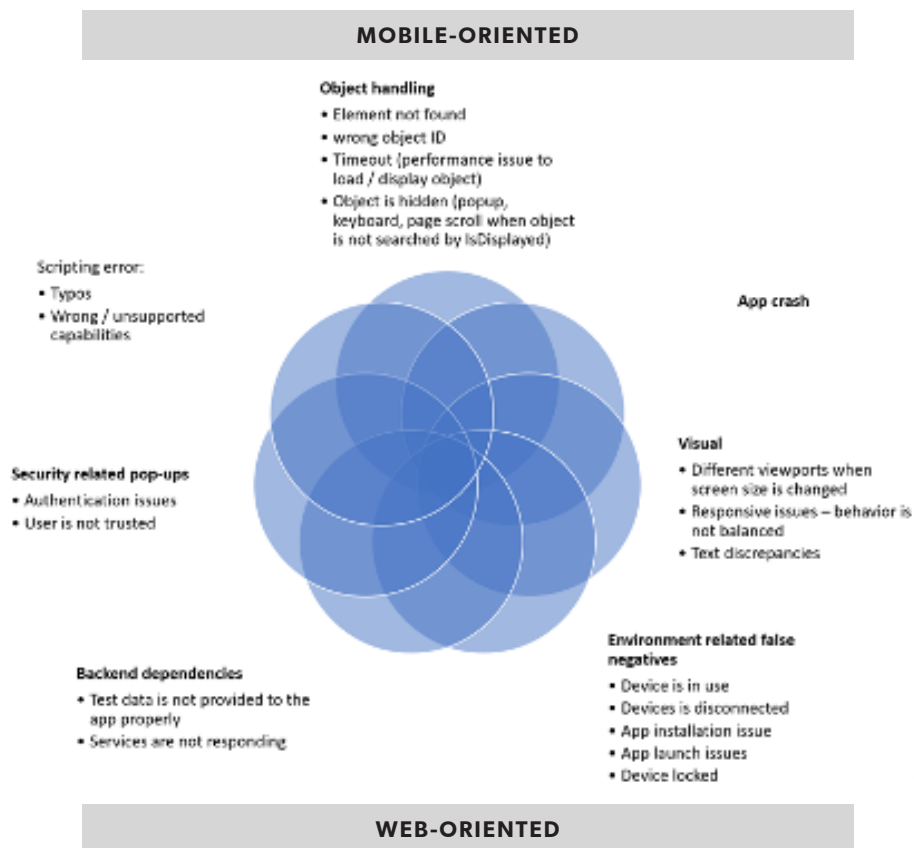 MOBILE-ORIENTED
Object handling
• Element not found
• wrong object ID
• Timeout (performance issue to
load / display object)
• Object is hidden (popup,
keyboard, page scroll when object
is not searched by IsDisplayed)
Scripting error:
• Typos
• Wrong / unsupported
capabilities
App crash
Visual
• Different viewports when
screen size is changed
• Responsive issues – behavior is
not balanced
• Text discrepancies
Security related pop-ups
• Authentication issues
• User is not trusted
Environment related false
negatives
• Device is in use
• Devices is disconnected
• App installation issue
• App launch issues
• Device locked
Backend dependencies
• Test data is not provided to the
app properly
• Services are not responding
WEB-ORIENTED